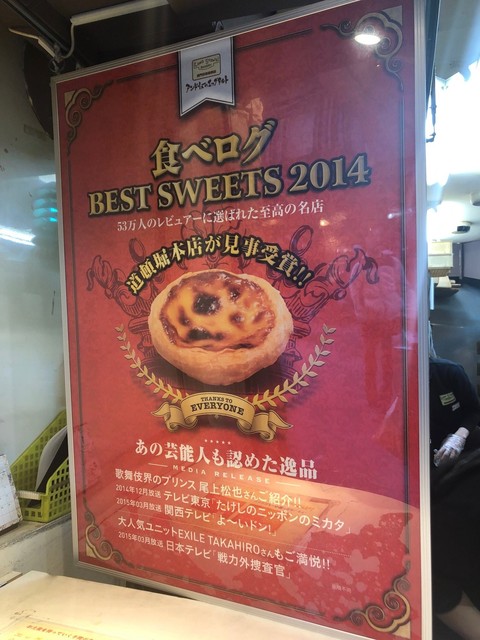 アンドリューのエッグタルト
食べログ
BEST SWEETS 2014
53万人のレビュアーに選ばれた至高の名店
道頓堀本店が見事受賞!!
THANKS TO
EVERYONE
あの芸能人も認めた逸品
MEDIA RELEASE
歌舞伎界のプリンス 尾上松也さんご紹介!!
2014年12月放送 テレビ東京「たけしのニッポンのミカタ」
2015年02月放送 関西テレビ「よ～いドン!」
大人気ユニットEXILE TAKAHIROさんもご満悦!!
2015年03月放送 日本テレビ「戦力外捜査官」